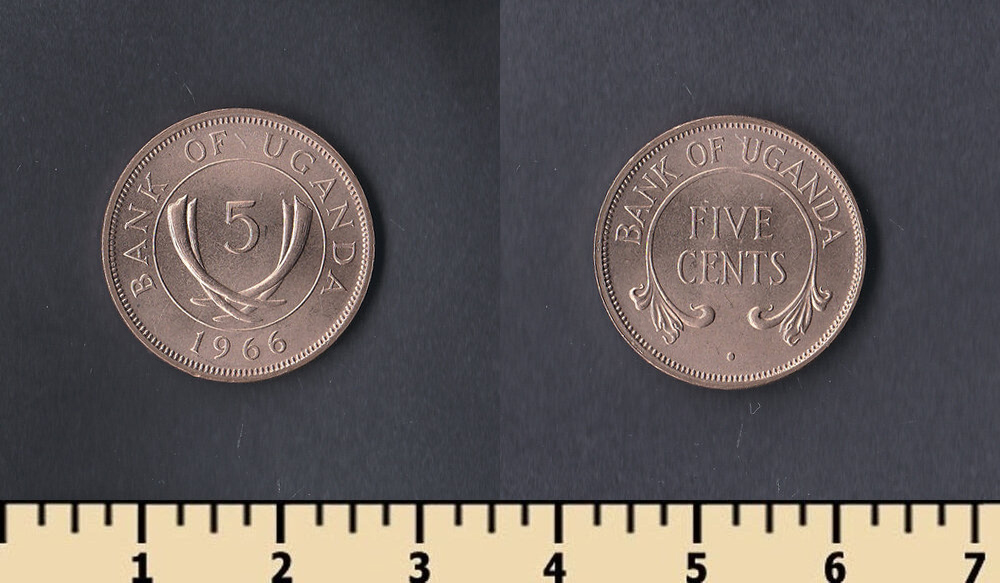 BANK OF UGANDA
5
1966
BANK OF UGANDA
FIVE
CENTS
1 2 3 4 5 6 7